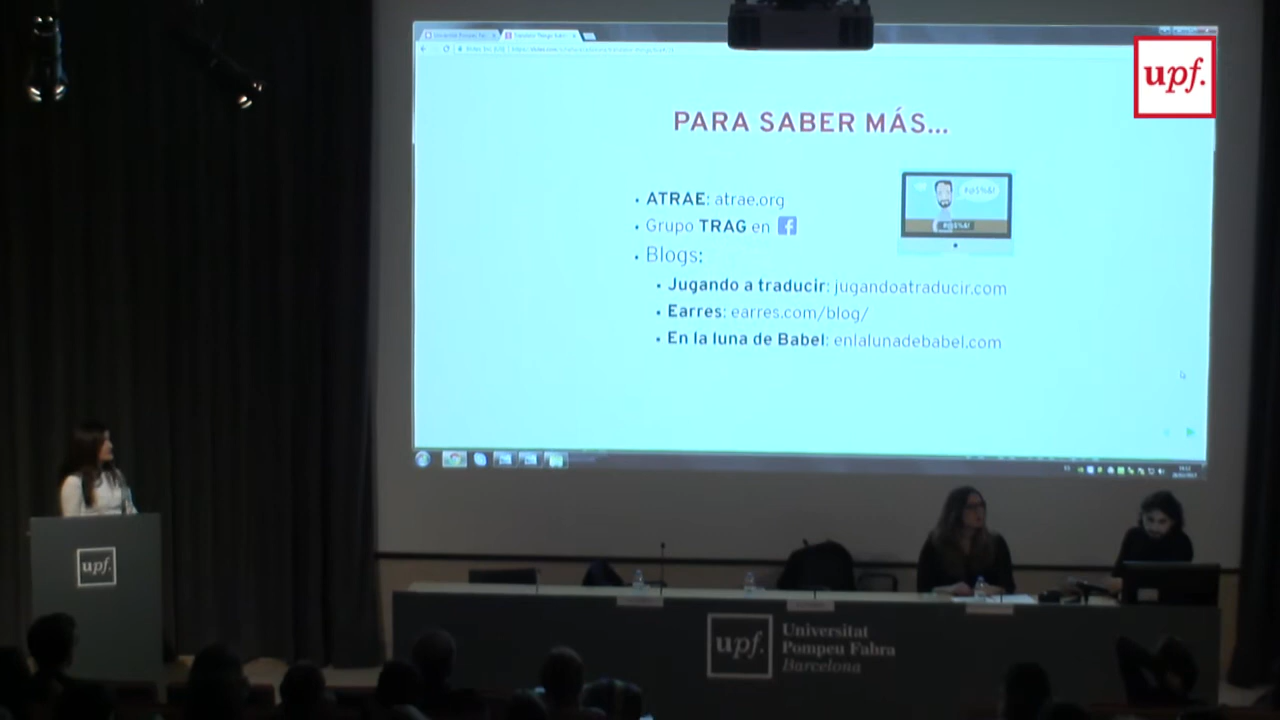 upf.
PARA SABER MÁS...
• ATRAE: atrae.org
• Grupo TRAG en f
#@$%&!
#@$%&!
• Blogs:
• Jugando a traducir: jugandoatraducir.com
• Earres: earres.com/blog/
• En la luna de Babel: enlalunadebabel.com
upf.
upf.
Universitat
Pompeu Fabra
Barcelona